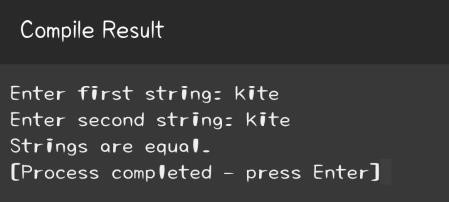 Compile Result
Enter first string: kite
Enter second string: kite
Strings are equal.
[Process completed - press Enter]